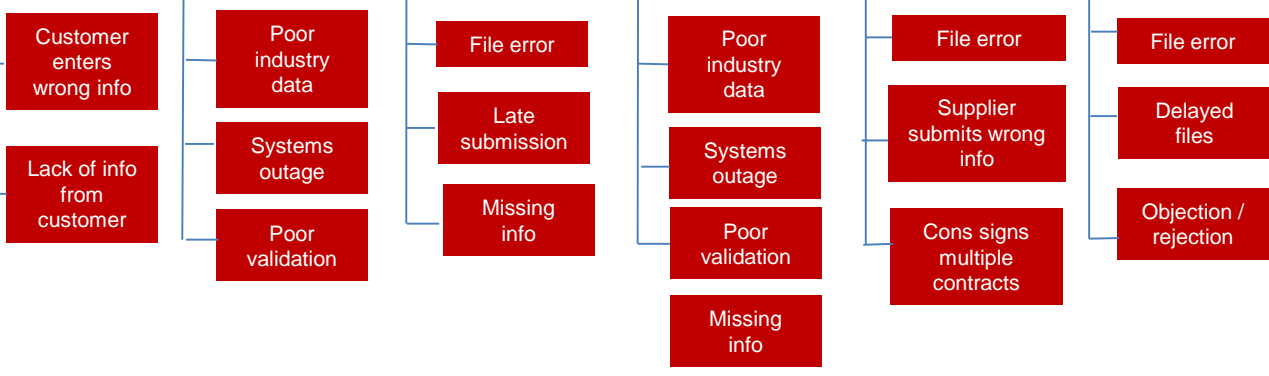 Customer
enters
wrong info
Lack of info
from
customer
Poor
industry
data
Systems
outage
Poor
validation
File error
Late
submission
Missing
info
Poor
industry
data
Systems
outage
Poor
validation
Missing
info
File error
Supplier
submits wrong
info
Cons signs
multiple
contracts
File error
Delayed
files
Objection /
rejection